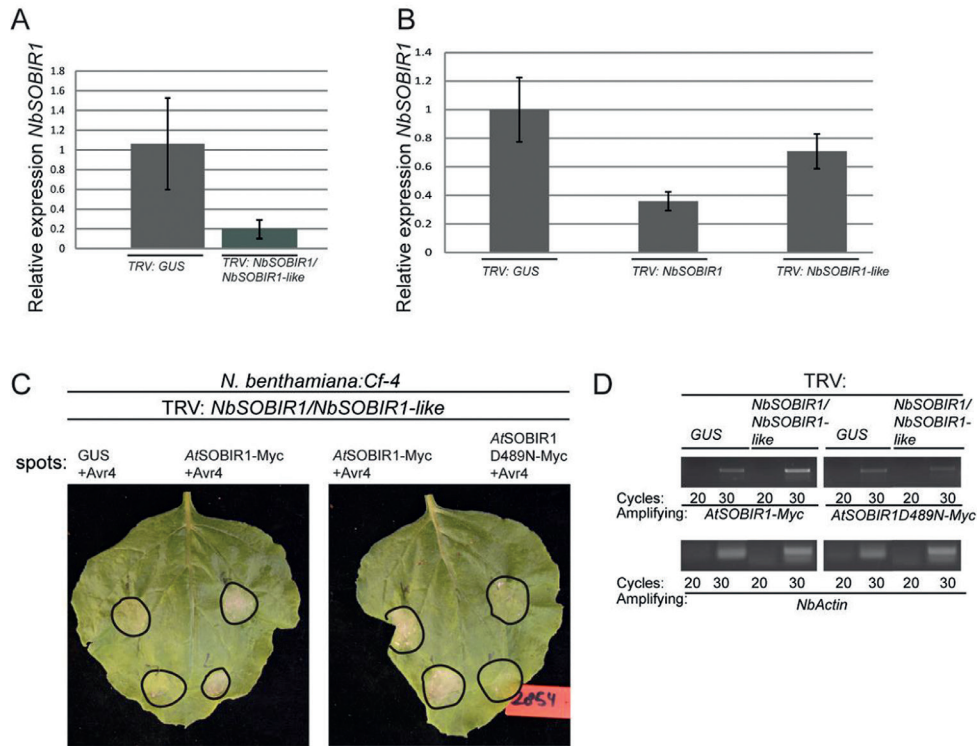 A
Relative expression NbSOBIR1
1.8
1.6
1.4
1.2
1
0.8
0.6
0.4
0.2
0
TRV: GUS
TRV: NbSOBIR1/
NbSOBIR1-like
B
Relative expression NbSOBIR1
1.4
1.2
1
0.8
0.6
0.4
0.2
0
TRV: GUS
TRV: NbSOBIR1
TRV: NbSOBIR1-like
C
N. benthamiana:Cf-4
TRV: NbSOBIR1/NbSOBIR1-like
spots:
GUS
+Avr4
AtSOBIR1-Myc
+Avr4
AtSOBIR1-Myc
+Avr4
AtSOBIR1
D489N-Myc
+Avr4
2854
D
TRV:
GUS
NbSOBIR1/
NbSOBIR1-
like
GUS
NbSOBIR1/
NbSOBIR1-
like
Cycles: 20 30 20 30 20 30 20 30
Amplifying: AtSOBIR1-Myc AtSOBIR1D489N-Myc
Cycles: 20 30 20 30 20 30 20 30
Amplifying: NbActin